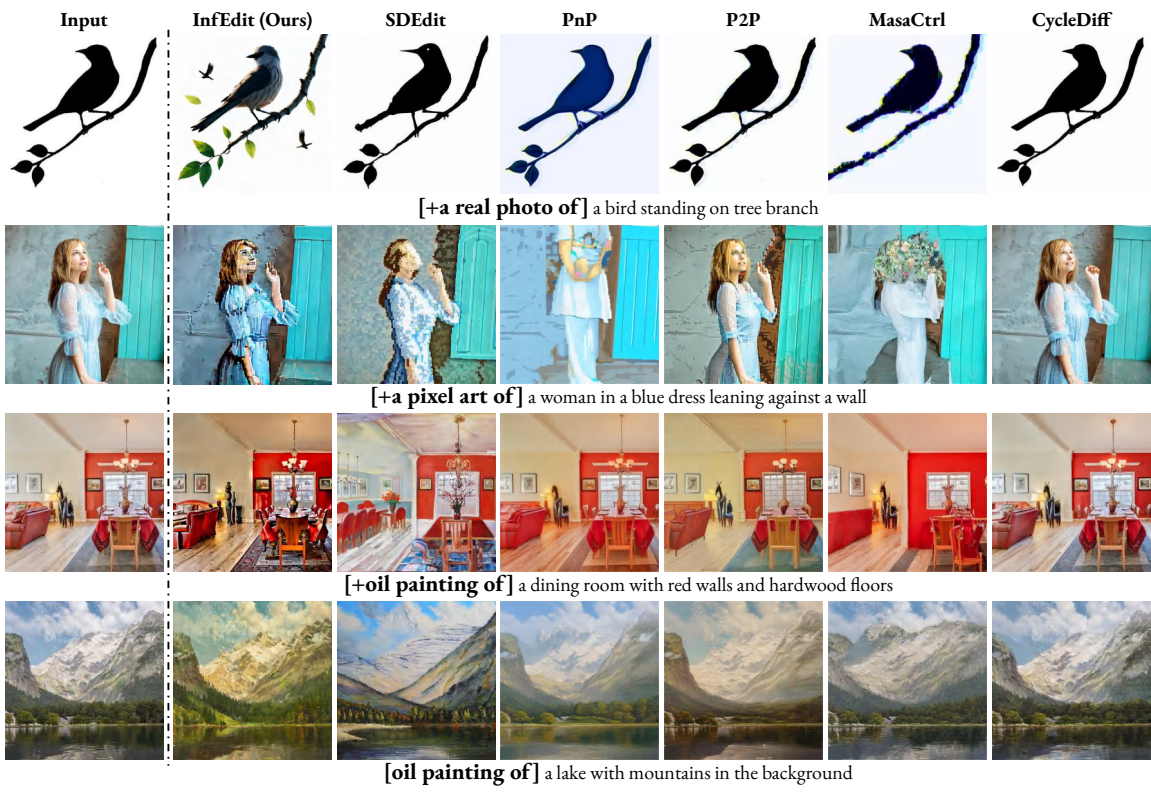 Input InfEdit (Ours) SDEdit PnP P2P MasaCtrl CycleDiff
[+a real photo of] a bird standing on tree branch
[+a pixel art of] a woman in a blue dress leaning against a wall
[+oil painting of] a dining room with red walls and hardwood floors
[oil painting of] a lake with mountains in the background